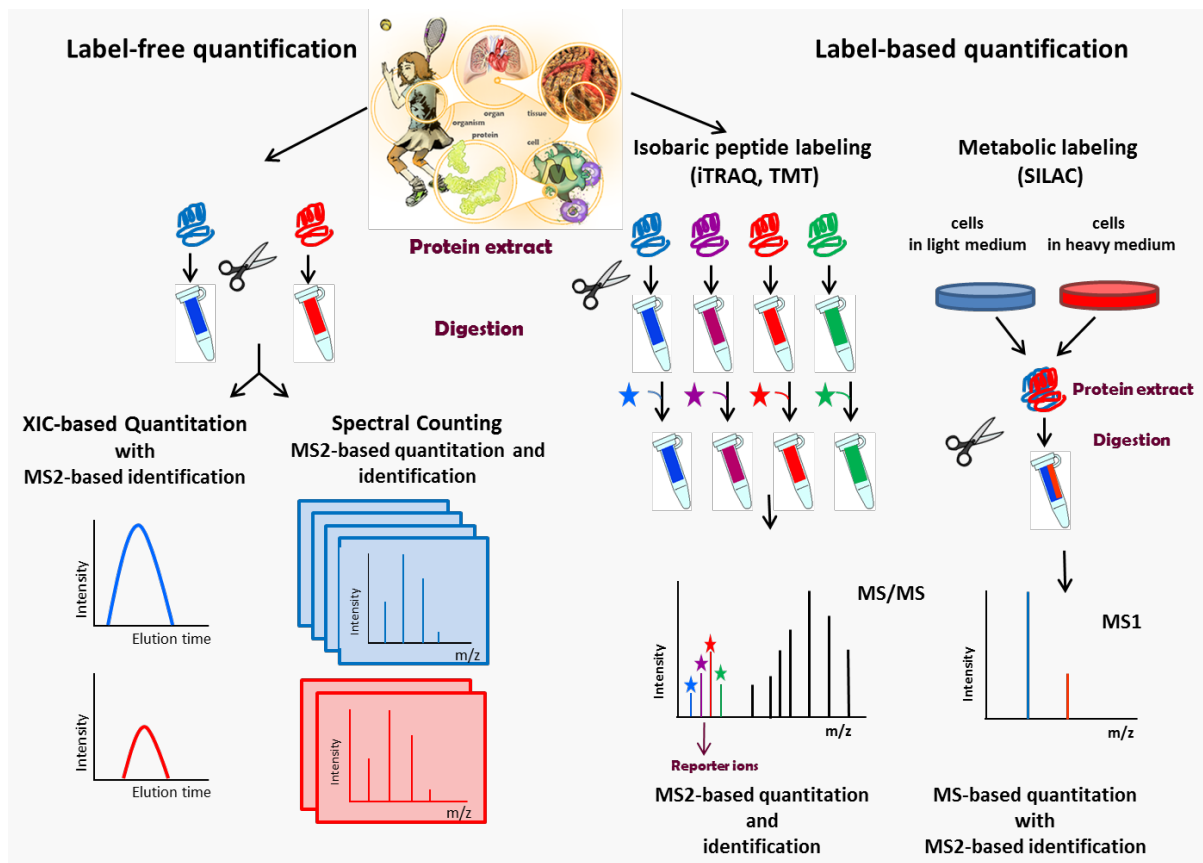 Label-free quantification
Label-based quantification
organ
tissue
organism
protein
cell
Protein extract
Digestion
XIC-based Quantitation
with
MS2-based identification
Intensity
Elution time
Intensity
Elution time
Spectral Counting
MS2-based quantitation and
identification
Intensity
m/z
Intensity
m/z
Isobaric peptide labeling
(iTRAQ, TMT)
MS/MS
Intensity
m/z
Reporter ions
MS2-based quantitation
and
identification
Metabolic labeling
(SILAC)
cells
in light medium
cells
in heavy medium
Protein extract
Digestion
MS1
Intensity
m/z
MS-based quantitation
with
MS2-based identification